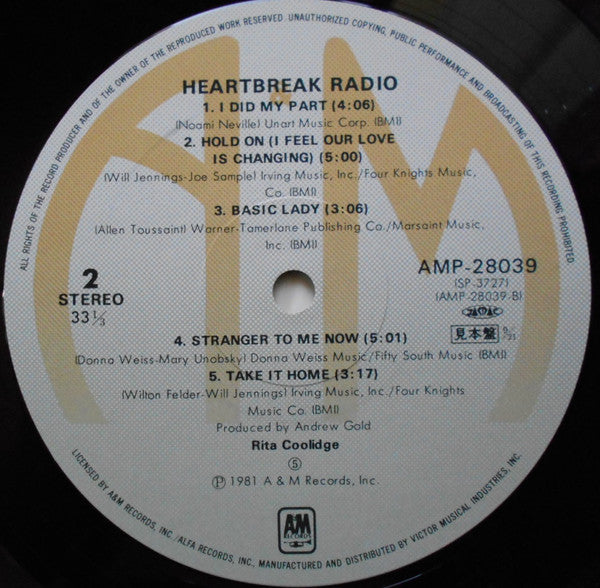 ALL RIGHTS OF THE RECORD PRODUCER AND OF THE OWNER OF THE REPRODUCED WORK RESERVED. UNAUTHORIZED COPYING, PUBLIC PERFORMANCE AND BROADCASTING OF THIS RECORDING PROHIBITED
HEARTBREAK RADIO
1. I DID MY PART (4:06)
(Noami Neville) Unart Music Corp. (BMI)
2. HOLD ON (I FEEL OUR LOVE
IS CHANGING) (5:00)
(Will Jennings-Joe Sample) Irving Music, Inc./Four Knights Music,
Co. (BMI)
3. BASIC LADY (3:06)
(Allen Toussaint) Warner-Tamerlane Publishing Co./Marsaint Music,
Inc. (BMI)
2
STEREO
33 1/3
AMP-28039
(SP-3727)
(AMP-28039-B)
見本盤
4. STRANGER TO ME NOW (5:01)
(Donna Weiss-Mary Unobsky) Donna Weiss Music/Fifty South Music (BMI)
5. TAKE IT HOME (3:17)
(Wilton Felder-Will Jennings) Irving Music, Inc./Four Knights
Music Co. (BMI)
Produced by Andrew Gold
Rita Coolidge
⑤
℗ 1981 A & M Records, Inc.
A&M
RECORDS
LICENSED BY A&M RECORDS, INC./ALFA RECORDS, INC., MANUFACTURED AND DISTRIBUTED BY VICTOR MUSICAL INDUSTRIES, INC.